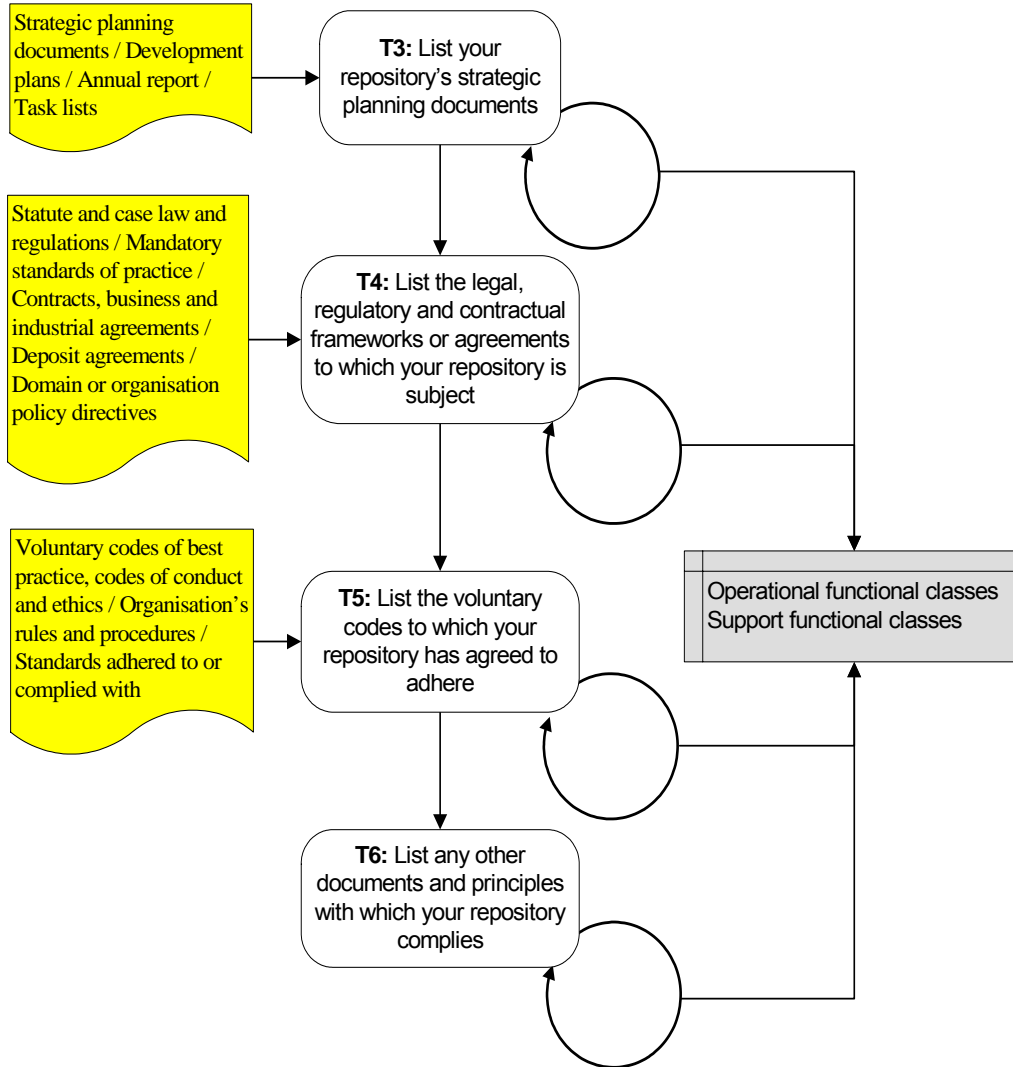 Strategic planning
documents / Development
plans / Annual report /
Task lists
T3: List your
repository's strategic
planning documents
Statute and case law and
regulations / Mandatory
standards of practice /
Contracts, business and
industrial agreements /
Deposit agreements /
Domain or organisation
policy directives
T4: List the legal,
regulatory and contractual
frameworks or agreements
to which your repository is
subject
Voluntary codes of best
practice, codes of conduct
and ethics / Organisation's
rules and procedures /
Standards adhered to or
complied with
T5: List the voluntary
codes to which your
repository has agreed to
adhere
Operational functional classes
Support functional classes
T6: List any other
documents and principles
with which your repository
complies